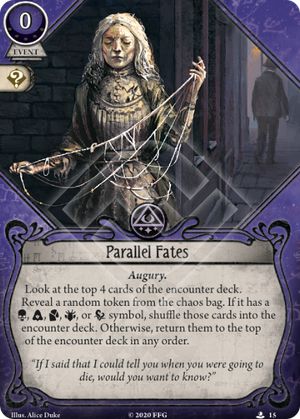 0
EVENT
?
Parallel Fates
Augury.
Look at the top 4 cards of the encounter deck.
Reveal a random token from the chaos bag. If it has a
, , , , or symbol, shuffle those cards into the
encounter deck. Otherwise, return them to the top
of the encounter deck in any order.
“If I said that I could tell you when you were going to
die, would you want to know?”
Illus. Alice Duke
© 2020 FFG
15